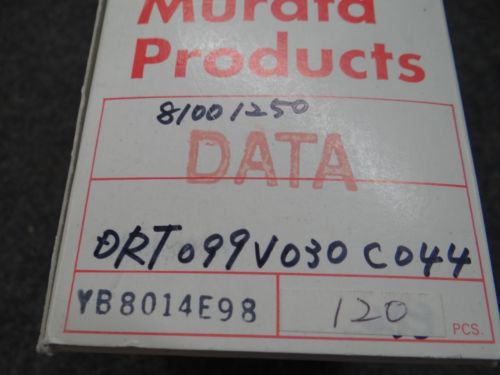 Murata
Products
81001250
DATA
DRT099V030C044
YB8014E98
120
PCS.